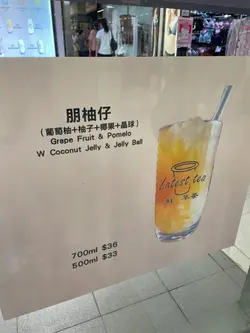 朋柚仔
(葡萄柚+柚子+椰果+晶球)
Grape Fruit & Pomelo
W Coconut Jelly & Jelly Ball
Latest tea
700ml $36
500ml $33